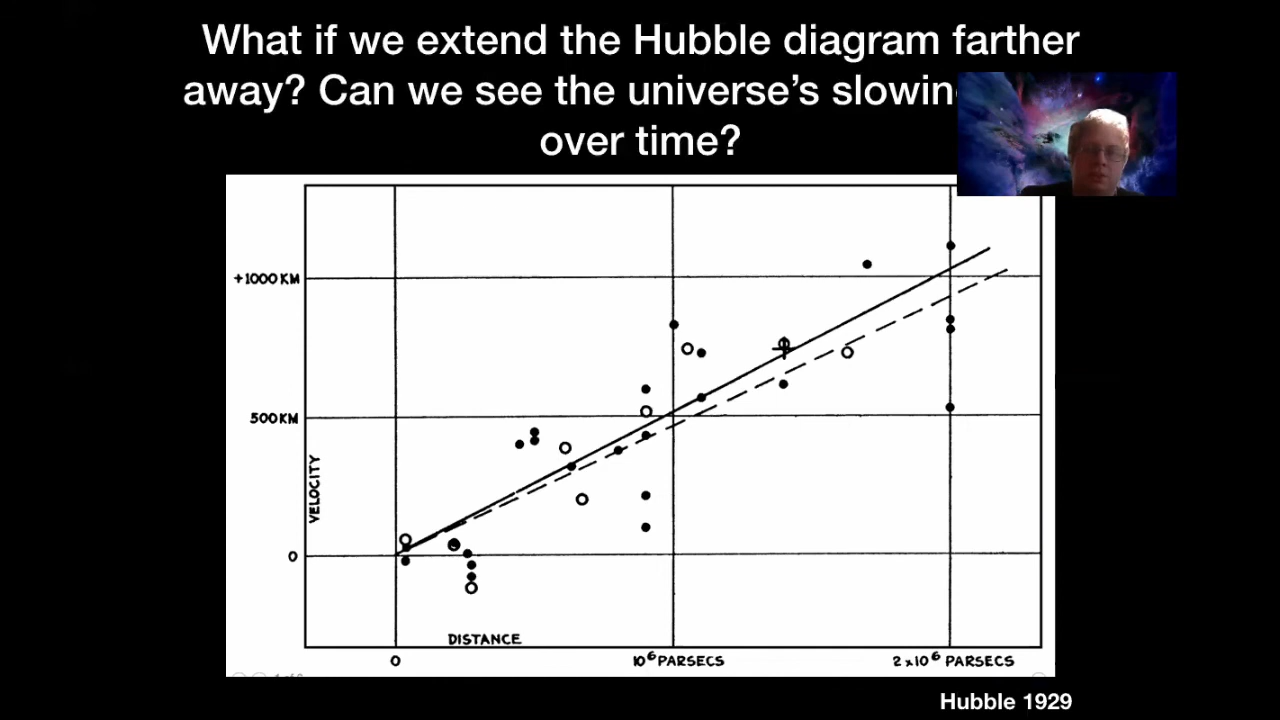 What if we extend the Hubble diagram farther
away? Can we see the universe's
over time?
+1000 KM
500 KM
VELOCITY
0
DISTANCE
0
10⁶ PARSECS
2 x 10⁶ PARSECS
Hubble 1929